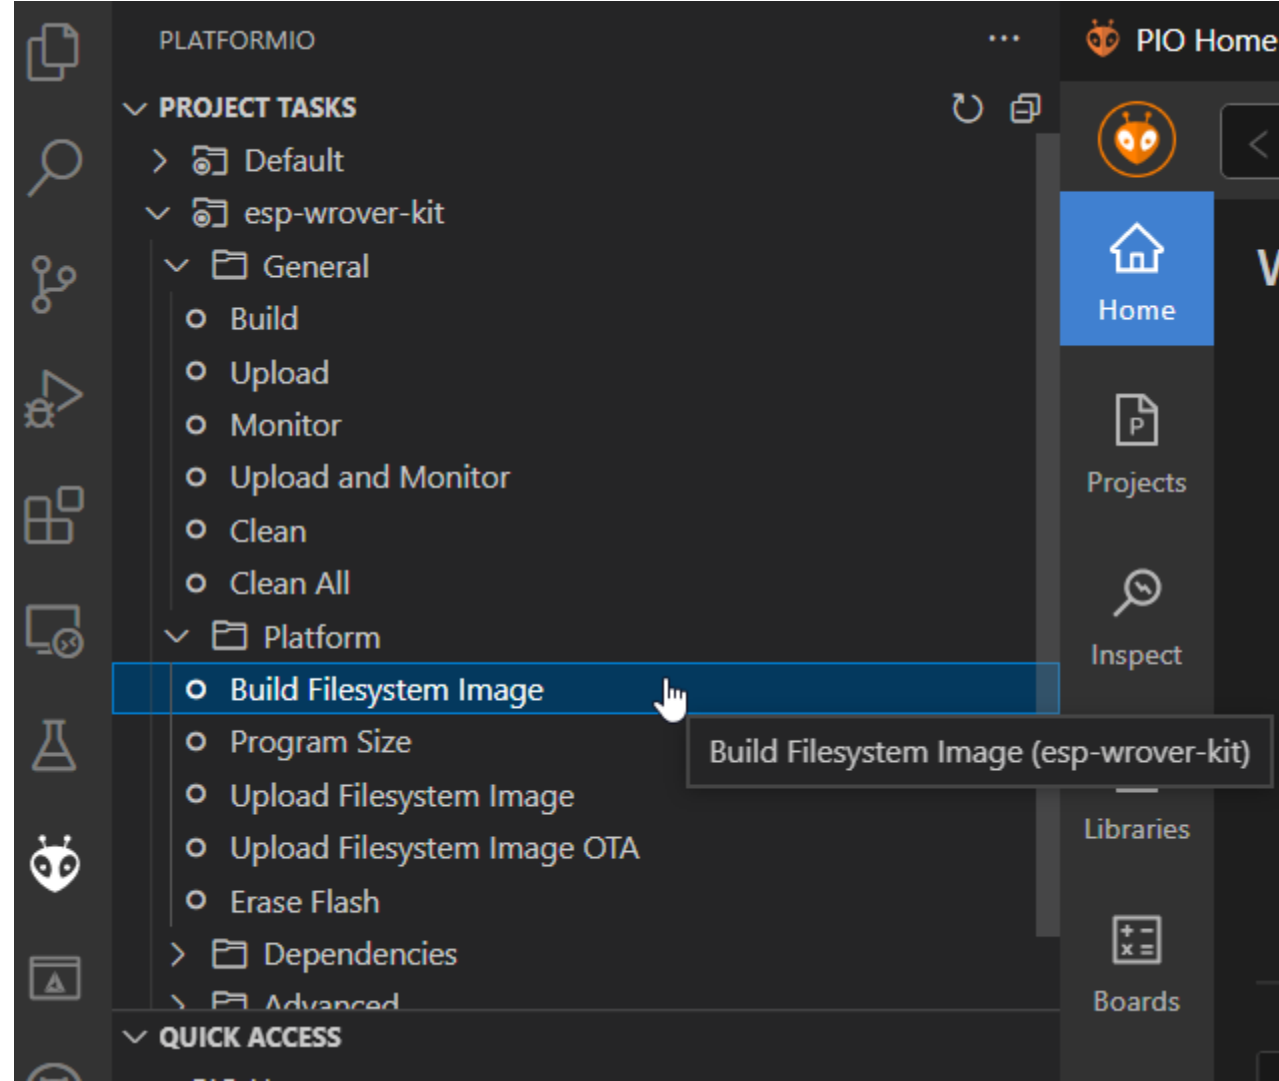 PLATFORMIO
PIO Home
PROJECT TASKS
Default
esp-wrover-kit
General
Build
Upload
Monitor
Upload and Monitor
Clean
Clean All
Platform
Build Filesystem Image
Program Size
Upload Filesystem Image
Upload Filesystem Image OTA
Erase Flash
Dependencies
Advanced
QUICK ACCESS
Build Filesystem Image (esp-wrover-kit)
Home
Projects
Inspect
Libraries
Boards